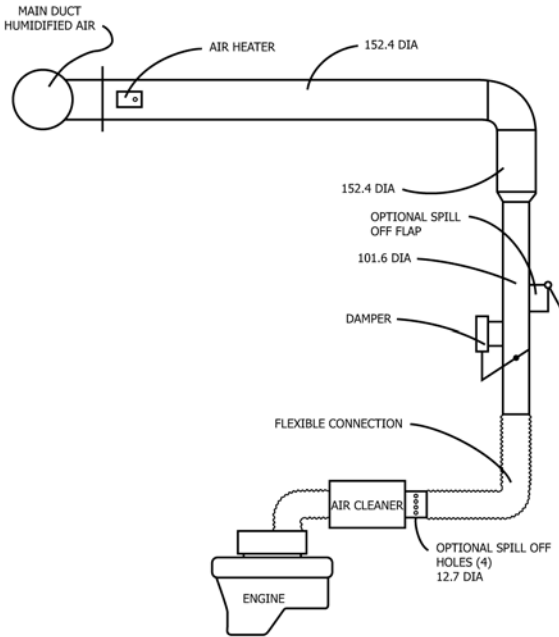 MAIN DUCT
HUMIDIFIED AIR
AIR HEATER
152.4 DIA
152.4 DIA
OPTIONAL SPILL
OFF FLAP
101.6 DIA
DAMPER
FLEXIBLE CONNECTION
AIR CLEANER
OPTIONAL SPILL OFF
HOLES (4)
12.7 DIA
ENGINE